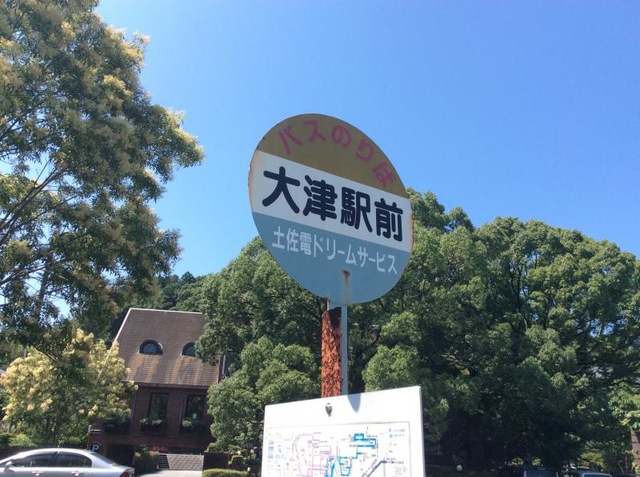 バスのりば
大津駅前
土佐電ドリームサービス